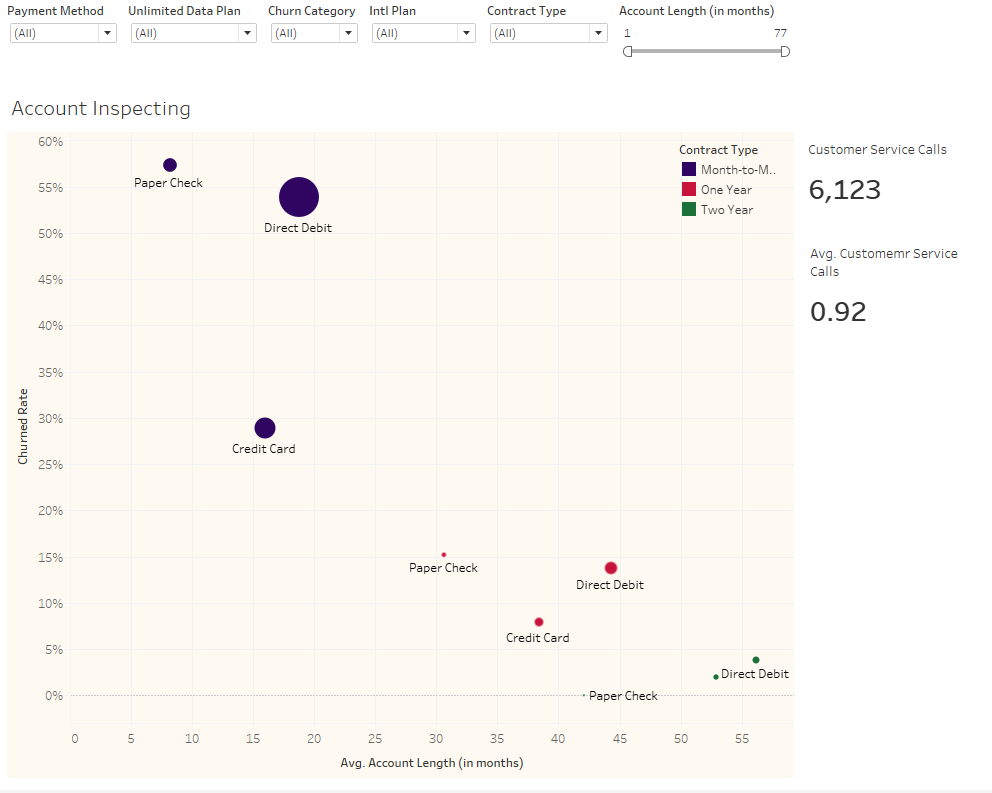 Payment Method Unlimited Data Plan Churn Category Intl Plan Contract Type Account Length (in months)
(All) (All) (All) (All) (All) 1 77
Account Inspecting
60%
55%
50%
45%
40%
35%
30%
25%
20%
15%
10%
5%
0%
Churned Rate
Paper Check
Direct Debit
Credit Card
Paper Check
Direct Debit
Credit Card
Direct Debit
Paper Check
Contract Type
Month-to-M..
One Year
Two Year
0 5 10 15 20 25 30 35 40 45 50 55
Avg. Account Length (in months)
Customer Service Calls
6,123
Avg. Customemr Service
Calls
0.92